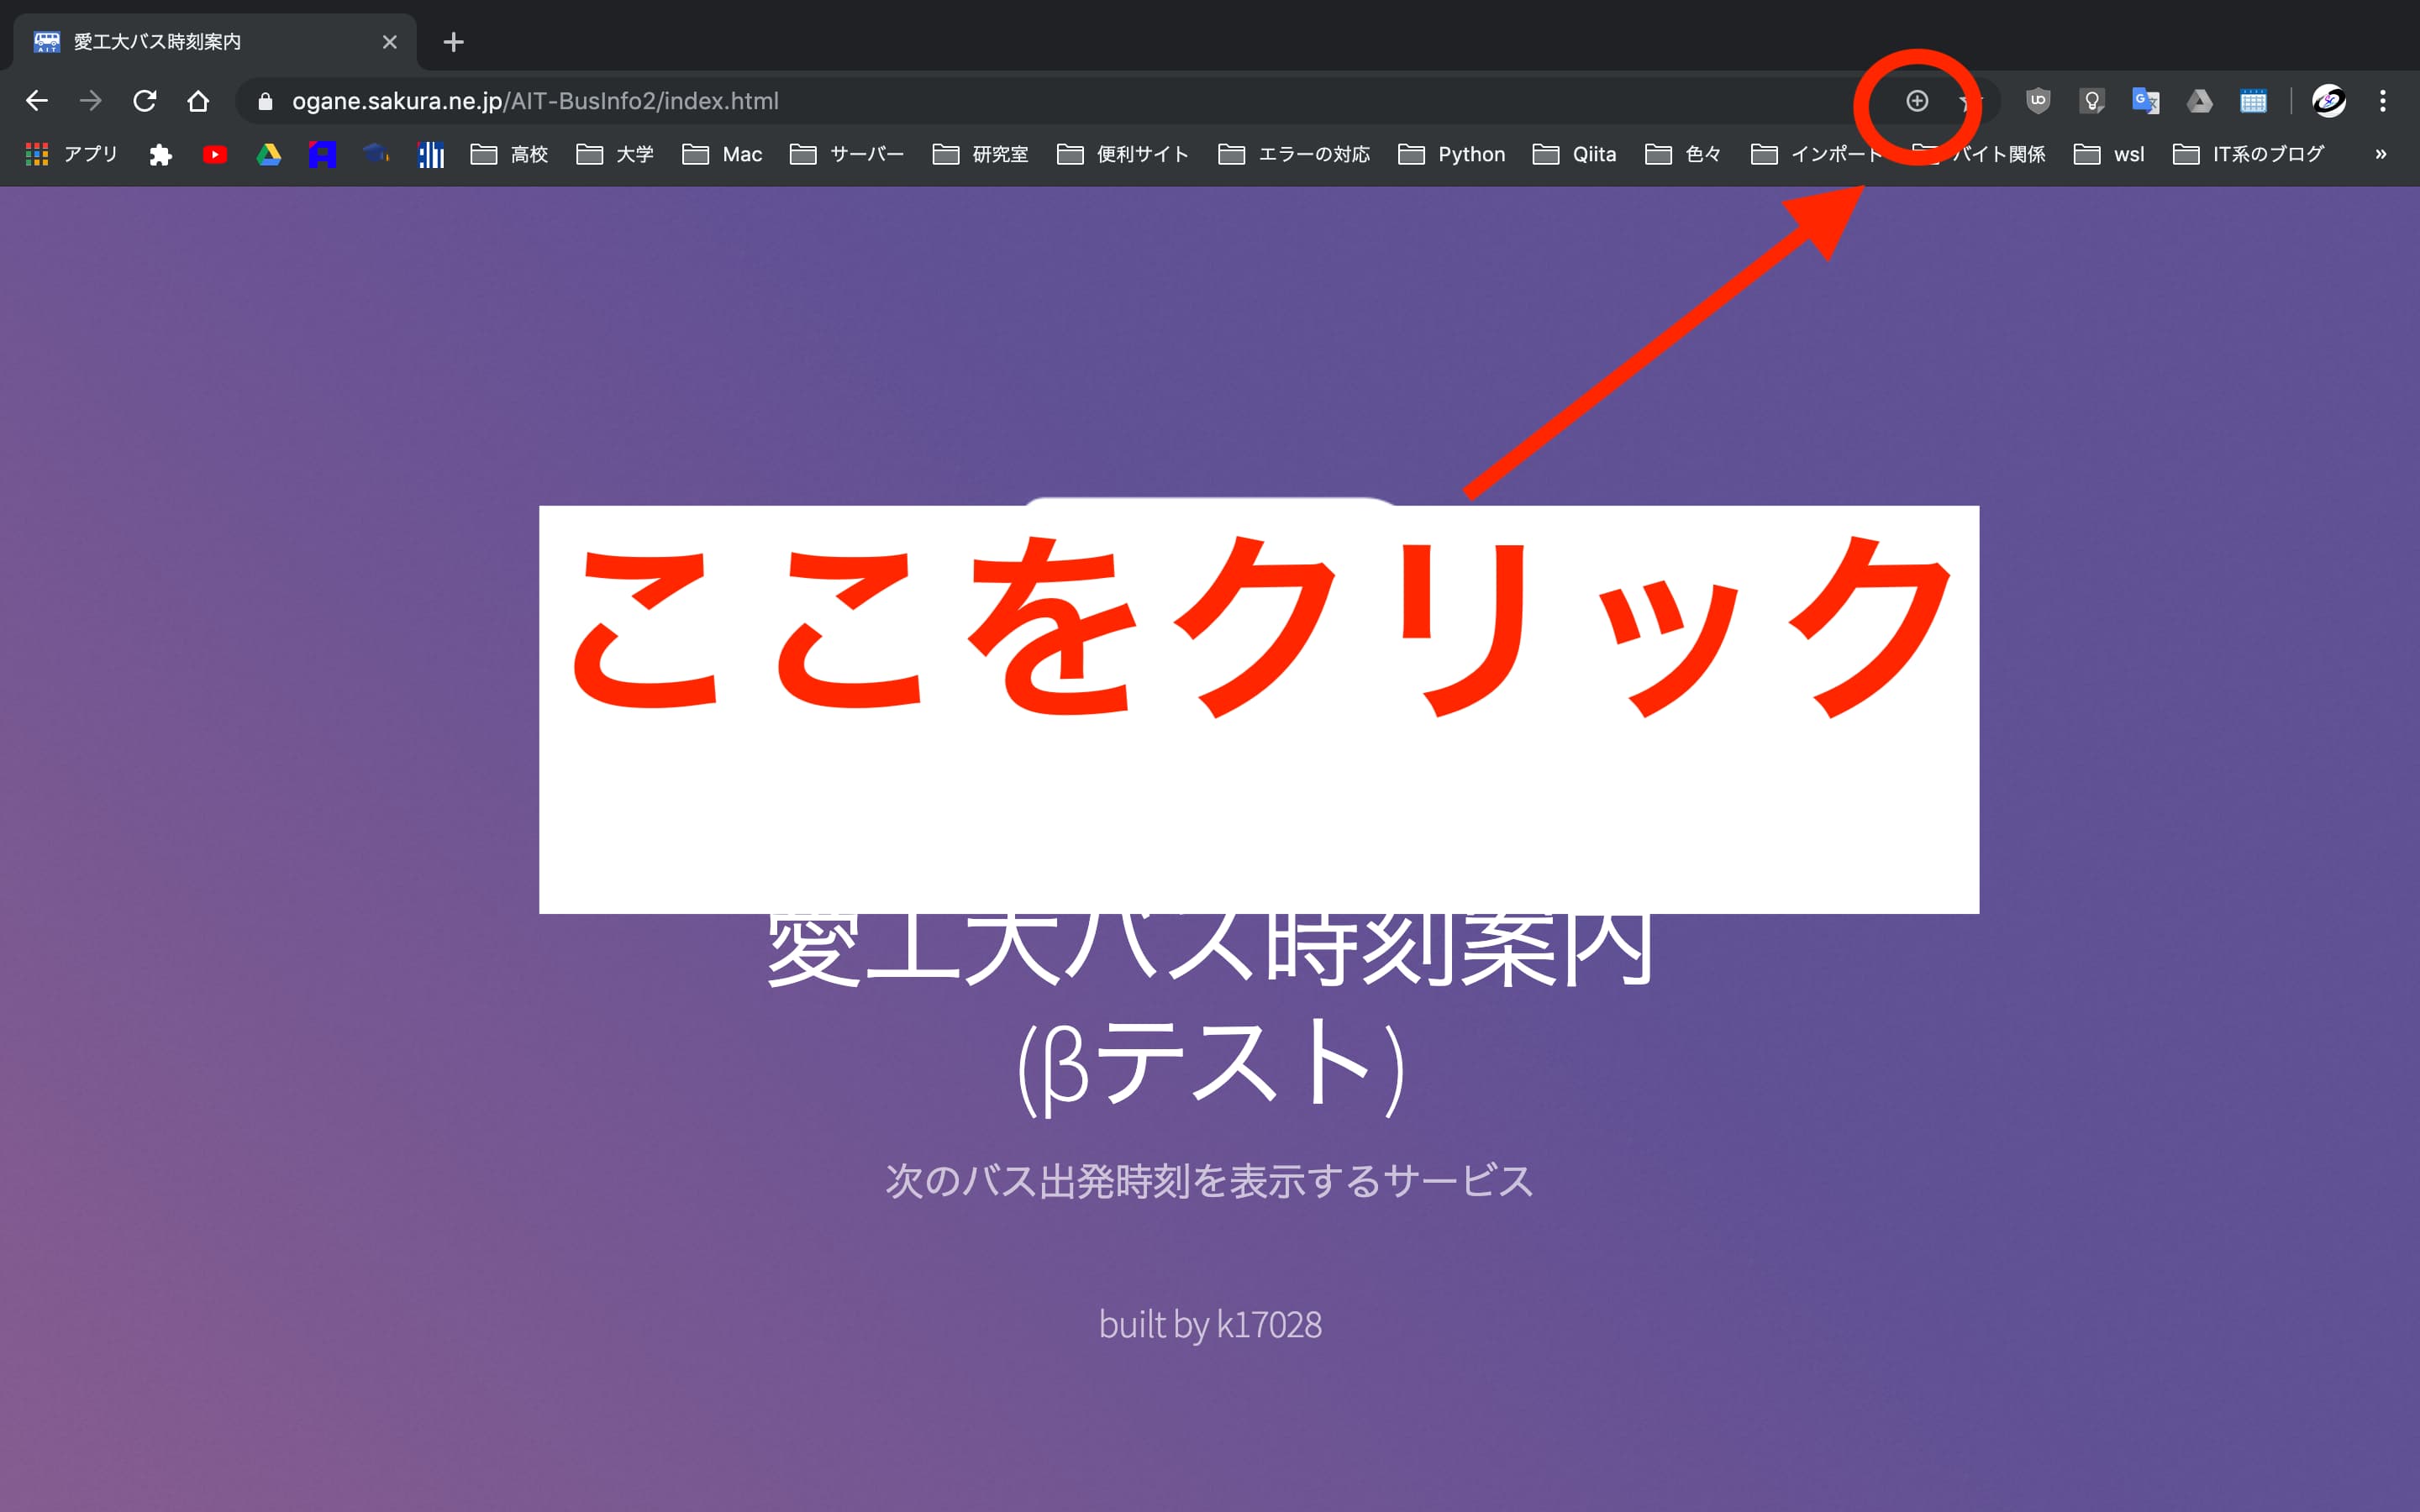 愛工大バス時刻案内
ogane.sakura.ne.jp/AIT-BusInfo2/index.html
アプリ 高校 大学 Mac サーバー 研究室 便利サイト エラーの対応 Python Qiita 色々 インポート バイト関係 wsl IT系のブログ »
ここをクリック
愛工大バス時刻案内
(βテスト)
次のバス出発時刻を表示するサービス
built by k17028